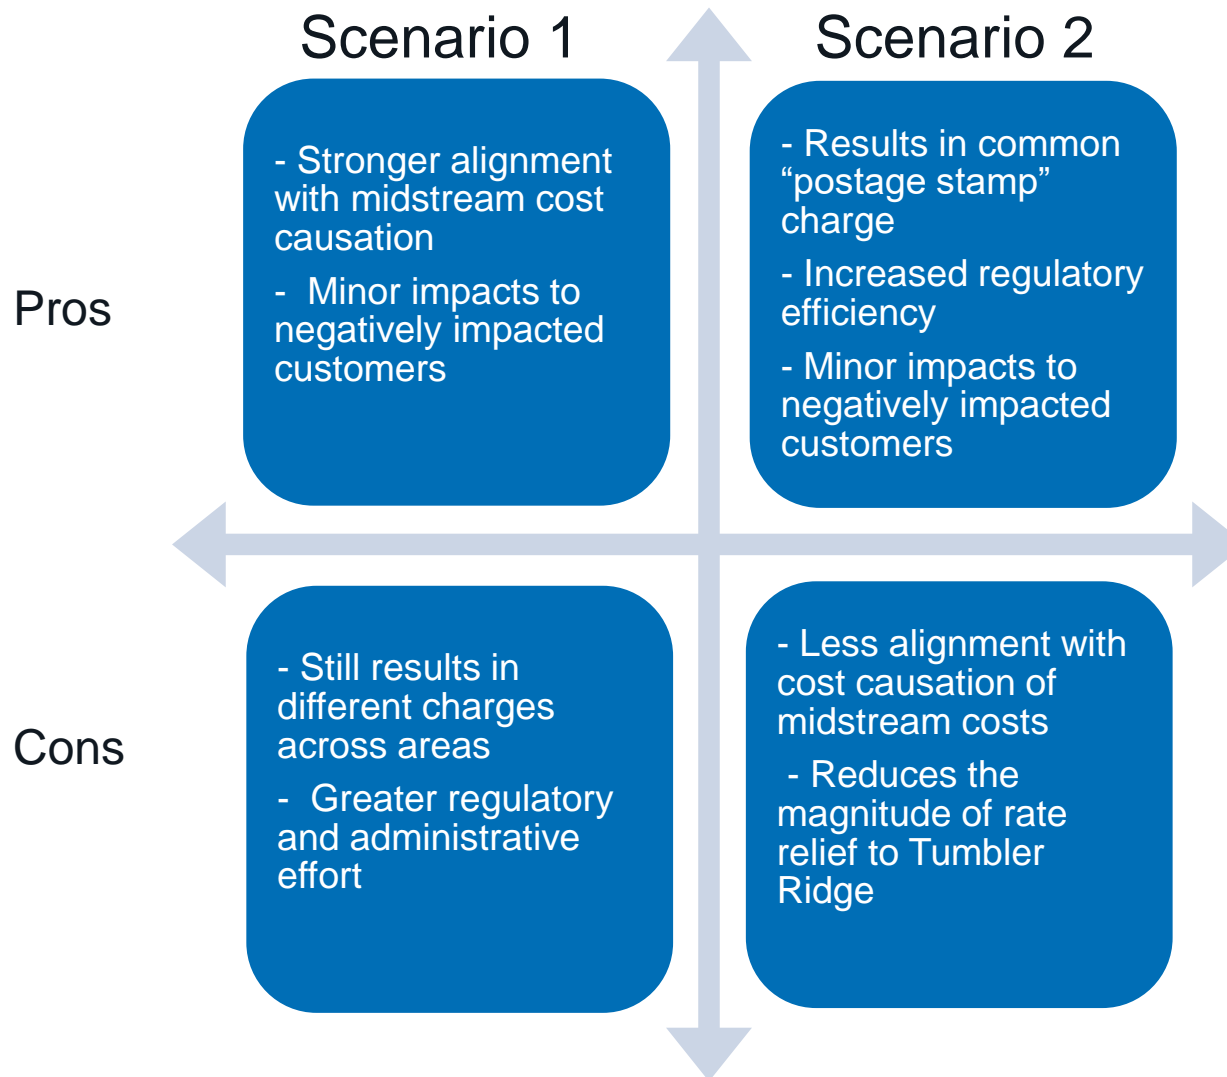 Scenario 1
Scenario 2
Pros
- Stronger alignment
with midstream cost
causation
-  Minor impacts to
negatively impacted
customers
- Results in common
“postage stamp”
charge
- Increased regulatory
efficiency
- Minor impacts to
negatively impacted
customers
Cons
- Still results in
different charges
across areas
-  Greater regulatory
and administrative
effort
- Less alignment with
cost causation of
midstream costs
- Reduces the
magnitude of rate
relief to Tumbler
Ridge